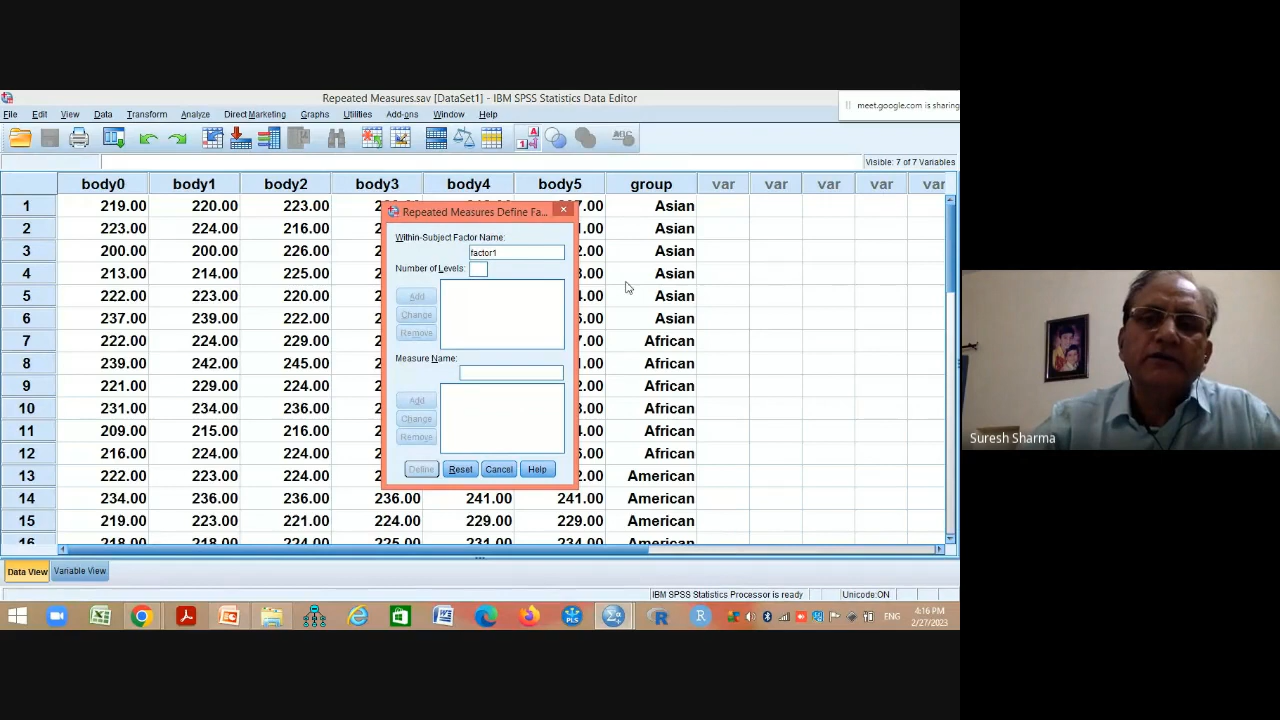 Repeated Measures.sav [DataSet1] - IBM SPSS Statistics Data Editor
meet.google.com is sharing
File Edit View Data Transform Analyze Direct Marketing Graphs Utilities Add-ons Window Help
Visible: 7 of 7 Variables
body0 body1 body2 body3 body4 body5 group var var var var var
1 219.00 220.00 223.00 Asian
2 223.00 224.00 216.00 Asian
3 200.00 200.00 226.00 Asian
4 213.00 214.00 225.00 Asian
5 222.00 223.00 220.00 Asian
6 237.00 239.00 222.00 Asian
7 222.00 224.00 229.00 African
8 239.00 242.00 245.00 African
9 221.00 229.00 224.00 African
10 231.00 234.00 236.00 African
11 209.00 215.00 216.00 African
12 216.00 224.00 224.00 African
13 222.00 223.00 224.00 American
14 234.00 236.00 236.00 236.00 241.00 241.00 American
15 219.00 223.00 221.00 224.00 229.00 229.00 American
16 218.00 218.00 224.00 225.00 231.00 234.00 American
Repeated Measures Define Fa...
Within-Subject Factor Name:
factor1
Number of Levels:
Add
Change
Remove
Measure Name:
Add
Change
Remove
Define Reset Cancel Help
Data View Variable View
IBM SPSS Statistics Processor is ready Unicode:ON
ENG
4:16 PM
2/27/2023
Suresh Sharma